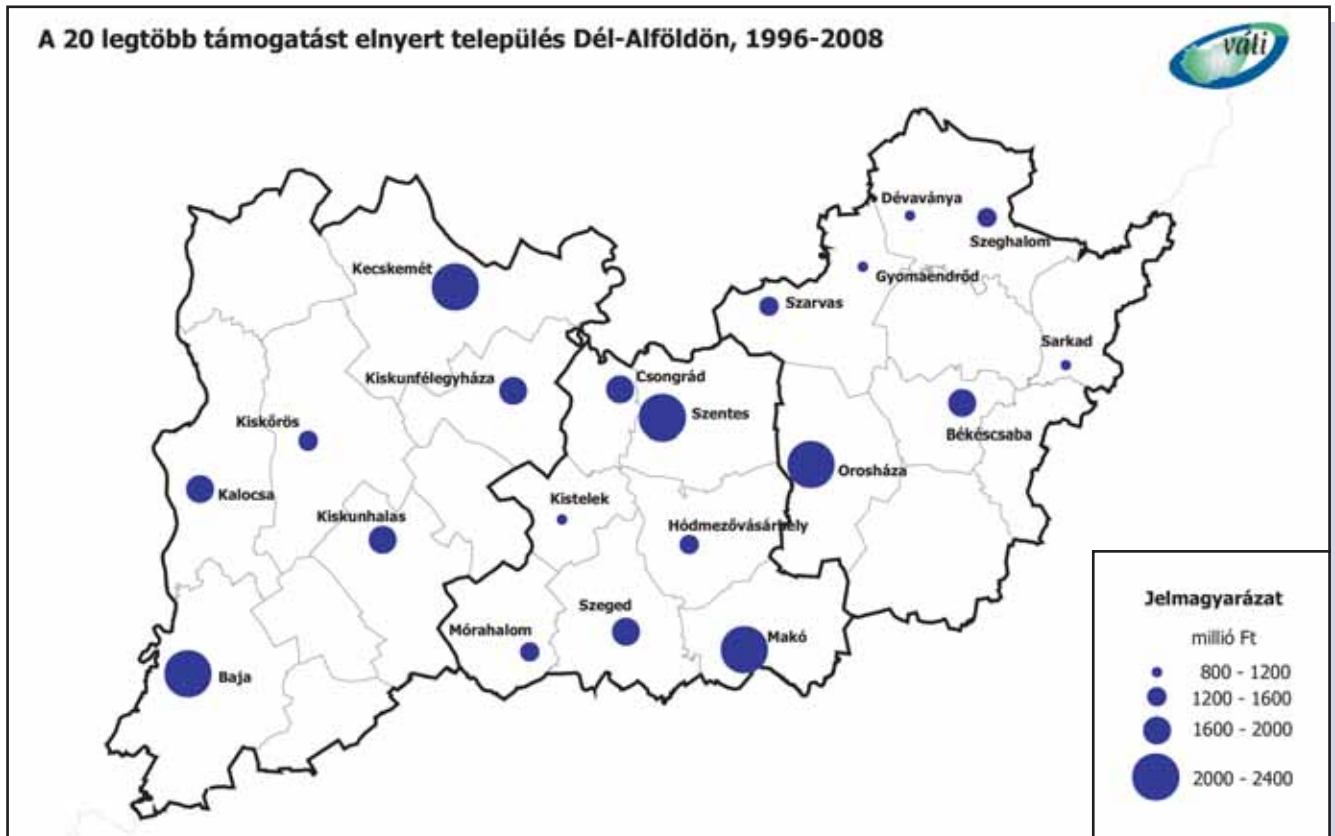 A 20 legtöbb támogatást elnyert település Dél-Alföldön, 1996-2008
váti
Dévaványa
Szeghalom
Kecskemét
Gyomaendrőd
Szarvas
Sarkad
Kiskunfélegyháza
Csongrád
Szentes
Kiskőrös
Békéscsaba
Orosháza
Kalocsa
Kistelek
Kiskunhalas
Hódmezővásárhely
Szeged
Mórahalom
Makó
Baja
Jelmagyarázat
millió Ft
800 - 1200
1200 - 1600
1600 - 2000
2000 - 2400